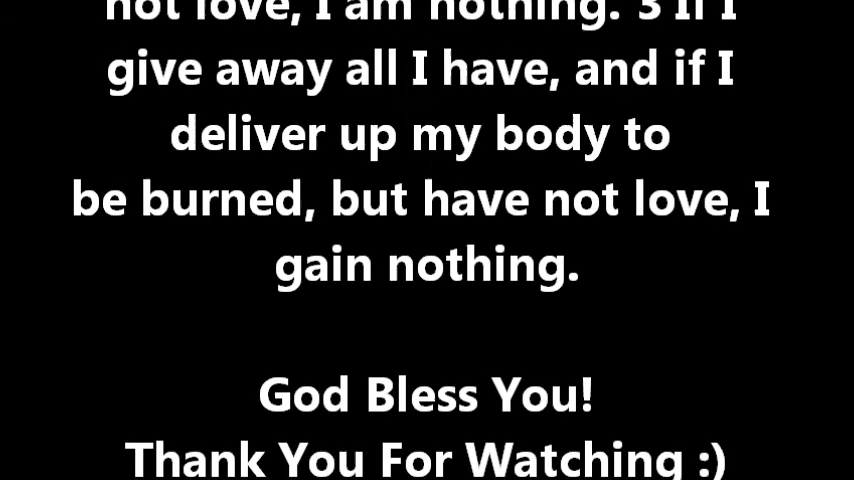 not love, I am nothing. 3 If I
give away all I have, and if I
deliver up my body to
be burned, but have not love, I
gain nothing.
God Bless You!
Thank You For Watching :)